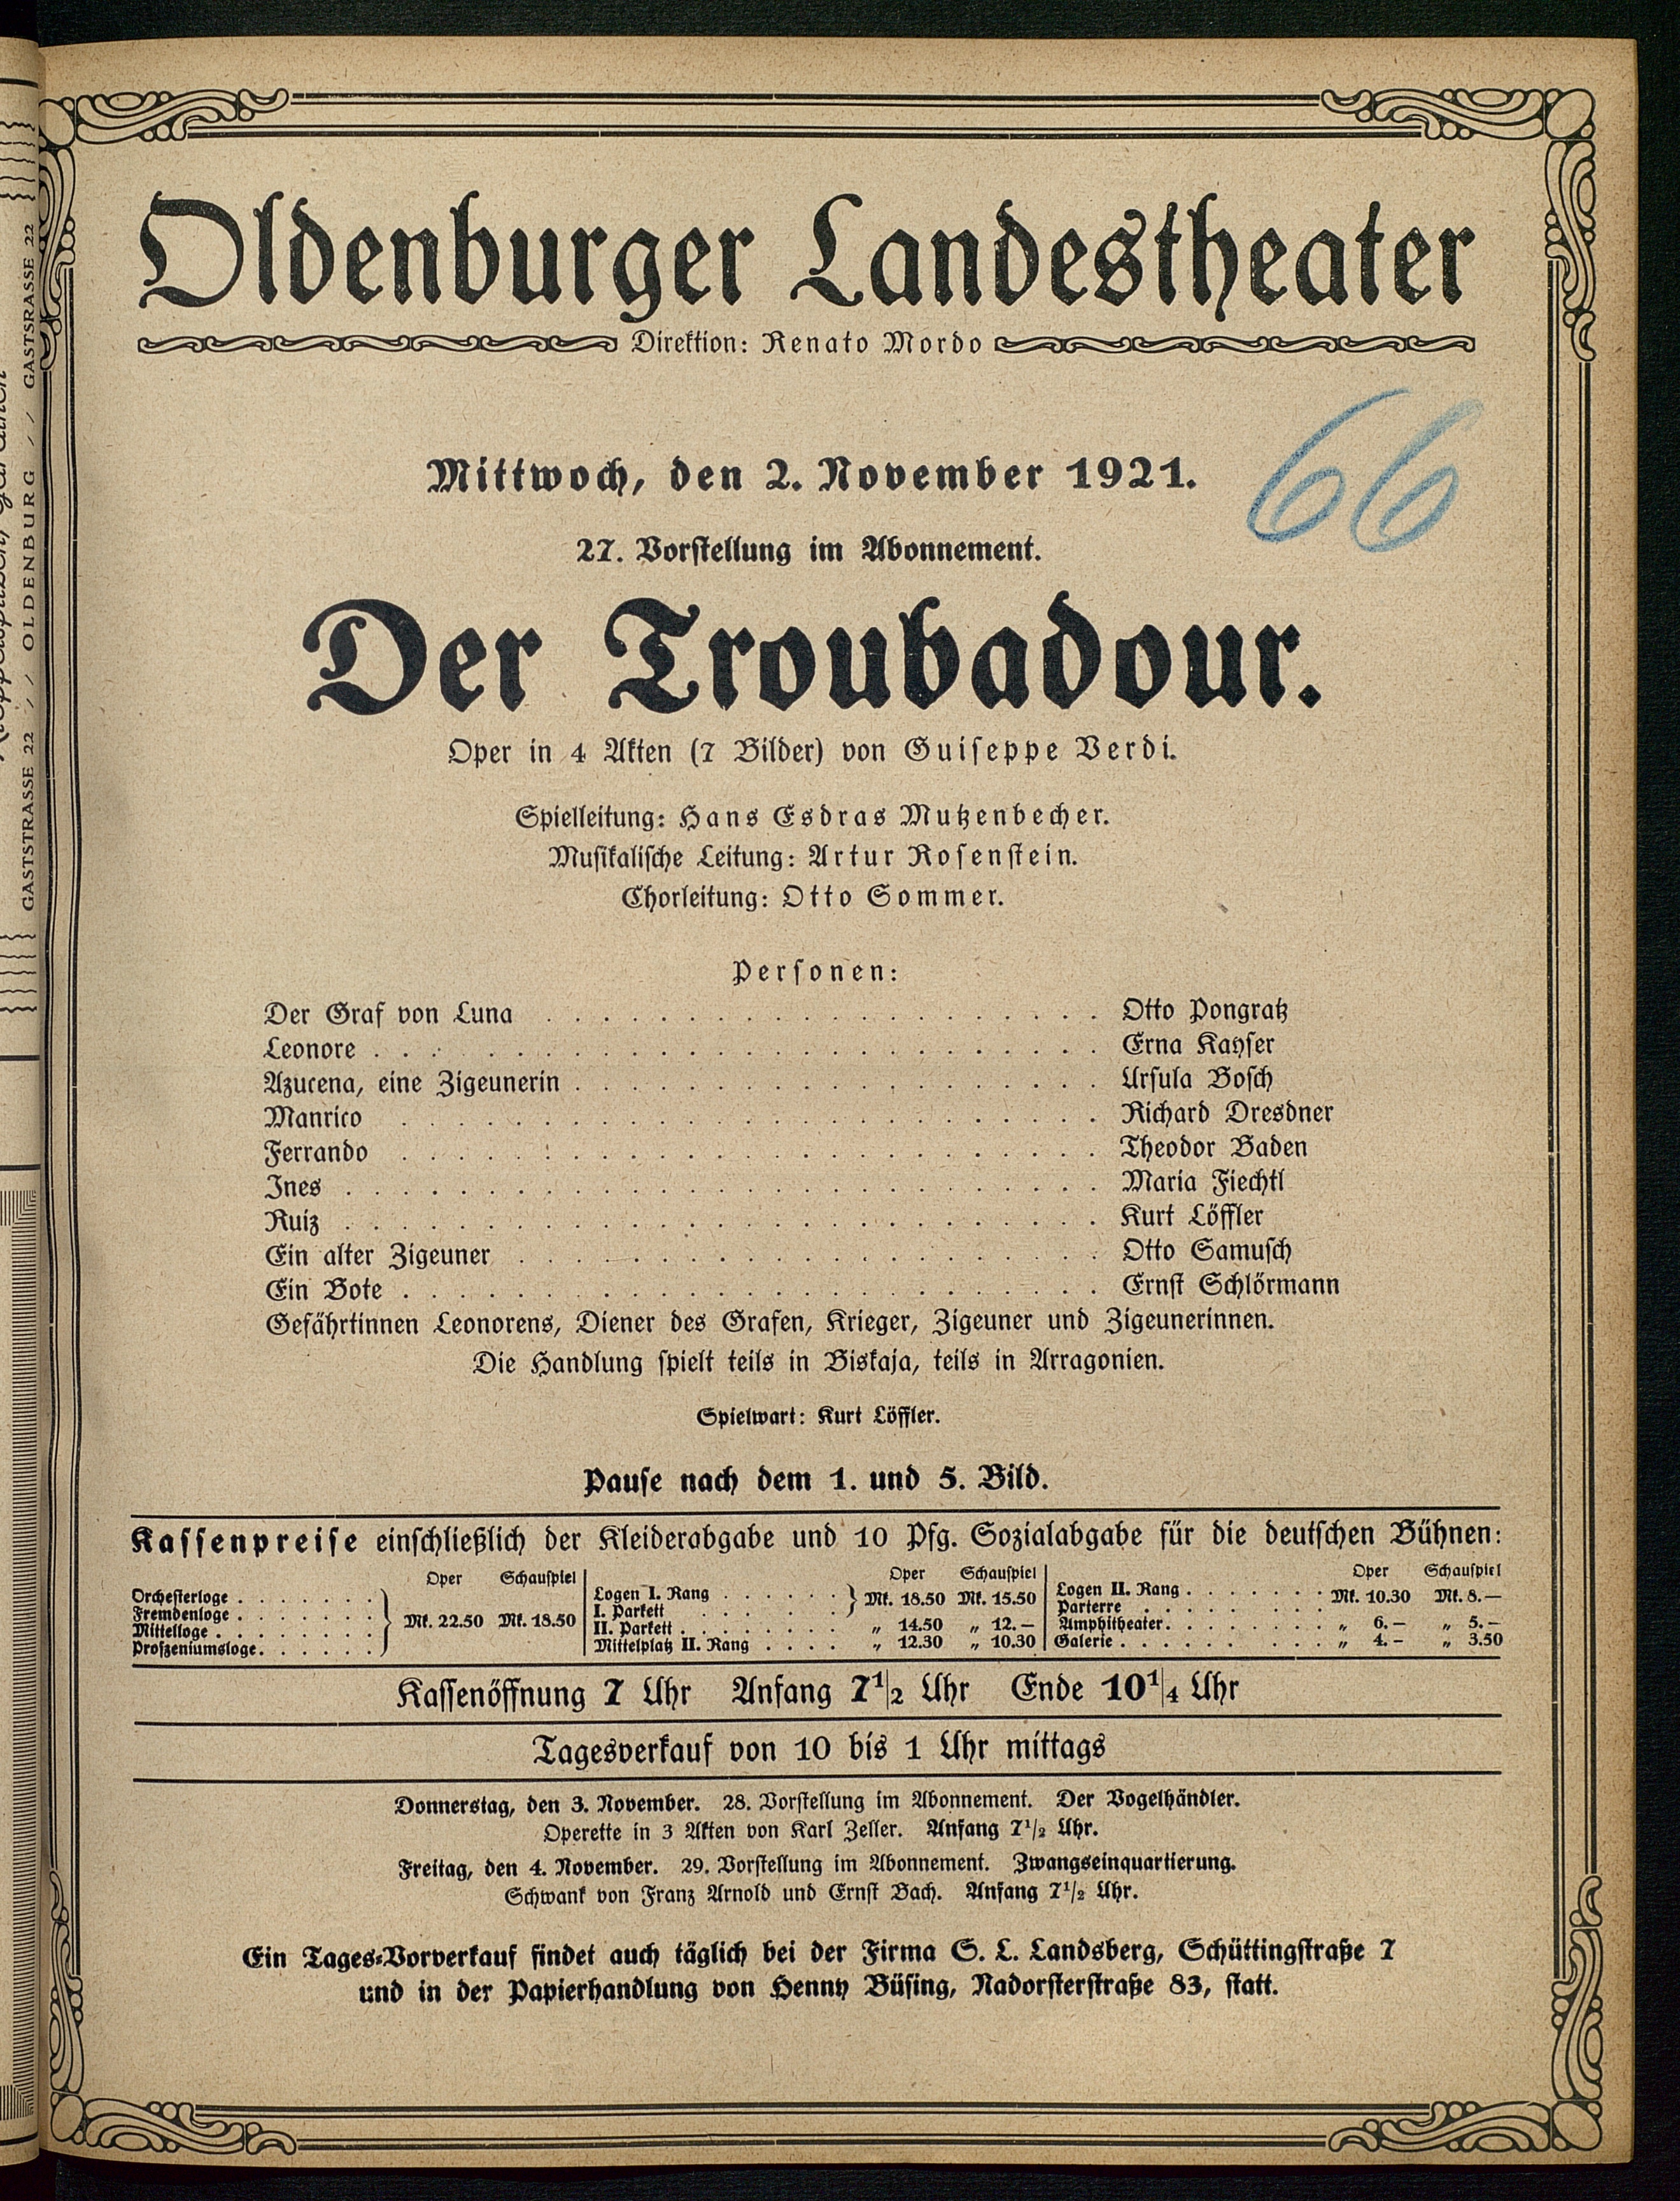 Oldenburger Landestheater
Direktion: Renato Mordo
66
Mittwoch, den 2. November 1921.
27. Vorstellung im Abonnement.
Der Troubadour.
Oper in 4 Akten (7 Bilder) von Guiseppe Verdi.
Spielleitung: Hans Esdras Mutzenbecher.
Musikalische Leitung: Artur Rosenstein.
Chorleitung: Otto Sommer.
Personen:
Der Graf von Luna . . . . . . . . . . Otto Pongratz
Leonore . . . . . . . . . . Erna Kayser
Azucena, eine Zigeunerin . . . . . . . . . . Ursula Bosch
Manrico . . . . . . . . . . Richard Dresdner
Ferrando . . . . . . . . . . Theodor Baden
Ines . . . . . . . . . . Maria Fiechtl
Ruiz . . . . . . . . . . Kurt Löffler
Ein alter Zigeuner . . . . . . . . . . Otto Samusch
Ein Bote . . . . . . . . . . Ernst Schlörmann
Gefährtinnen Leonorens, Diener des Grafen, Krieger, Zigeuner und Zigeunerinnen.
Die Handlung spielt teils in Biskaja, teils in Arragonien.
Spielwart: Kurt Löffler.
Pause nach dem 1. und 5. Bild.
Kassenpreise einschließlich der Kleiderabgabe und 10 Pfg. Sozialabgabe für die deutschen Bühnen:
Oper Schauspiel
Orchesterloge . . . . . . .
Fremdenloge . . . . . . .
Mittelloge . . . . . . . .
Proszeniumsloge . . . . . .
Mk. 22.50 Mk. 18.50
Oper Schauspiel
Logen I. Rang . . . . . .
I. Parkett . . . . . .
Mk. 18.50 Mk. 15.50
II. Parkett . . . . . . . . „ 14.50 „ 12.—
Mittelplatz II. Rang . . . . „ 12.30 „ 10.30
Oper Schauspiel
Logen II. Rang . . . . . . . Mk. 10.30 Mk. 8.—
Parterre . . . . . . . .
Amphitheater . . . . . . . . „ 6.— „ 5.—
Galerie . . . . . . . . . . „ 4.— „ 3.50
Kassenöffnung 7 Uhr Anfang 7 1/2 Uhr Ende 10 1/4 Uhr
Tagesverkauf von 10 bis 1 Uhr mittags
Donnerstag, den 3. November. 28. Vorstellung im Abonnement. Der Vogelhändler.
Operette in 3 Akten von Karl Zeller. Anfang 7 1/2 Uhr.
Freitag, den 4. November. 29. Vorstellung im Abonnement. Zwangseinquartierung.
Schwank von Franz Arnold und Ernst Bach. Anfang 7 1/2 Uhr.
Ein Tages-Vorverkauf findet auch täglich bei der Firma S. L. Landsberg, Schüttingstraße 7
und in der Papierhandlung von Henny Büsing, Nadorsterstraße 83, statt.
GASTSTRASSE 22 // OLDENBURG // GASTSRASSE 22